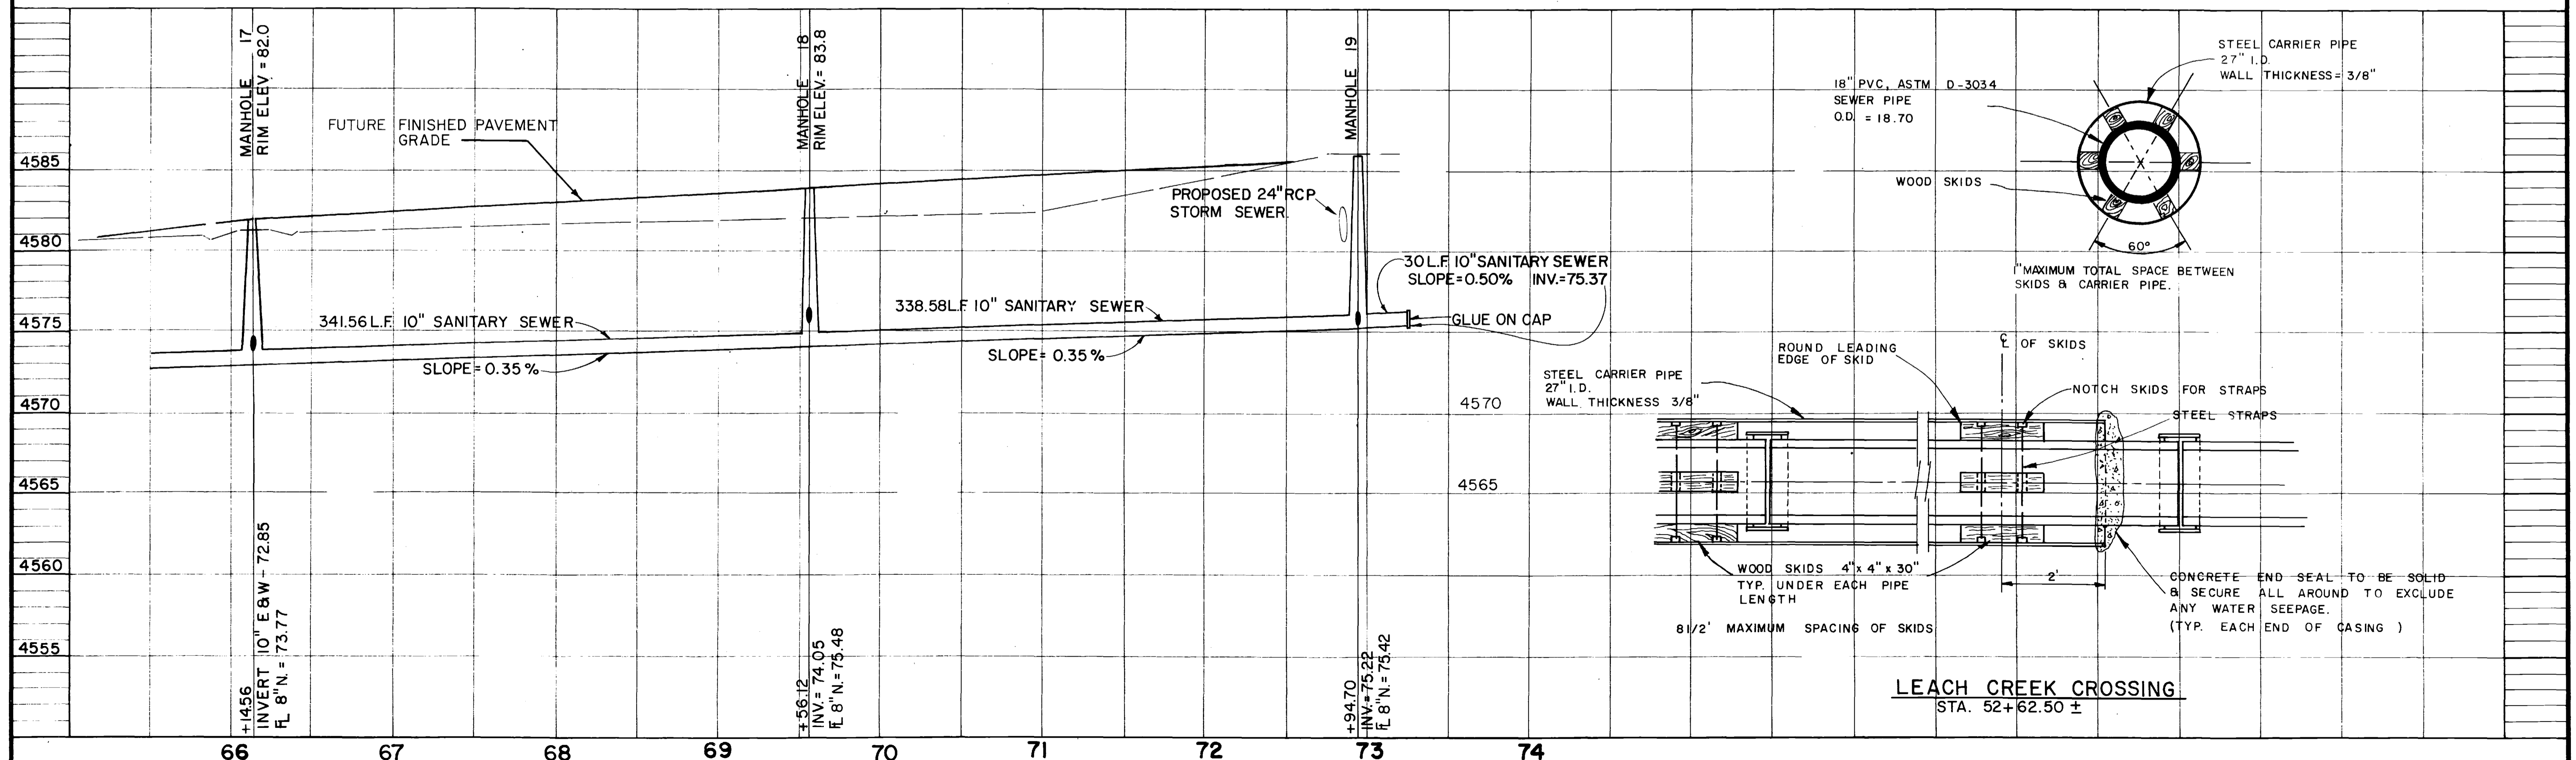 MANHOLE 17
RIM ELEV. = 82.0
MANHOLE 18
RIM ELEV. = 83.8
MANHOLE 19
FUTURE FINISHED PAVEMENT
GRADE
4585
4580
4575
4570
4565
4560
4555
PROPOSED 24" RCP
STORM SEWER
30 L.F. 10" SANITARY SEWER
SLOPE=0.50% INV.=75.37
341.56 L.F. 10" SANITARY SEWER
338.58 L.F. 10" SANITARY SEWER
GLUE ON CAP
SLOPE= 0.35 %
SLOPE= 0.35 %
4570
4565
+14.56
INVERT 10" E&W - 72.85
FL 8" N. = 73.77
+56.12
INV. = 74.05
FL 8" N. = 75.48
+94.70
INV. = 75.22
FL 8" N. = 75.42
66 67 68 69 70 71 72 73 74
STEEL CARRIER PIPE
27" I.D.
WALL THICKNESS = 3/8"
18" PVC, ASTM D-3034
SEWER PIPE
O.D. = 18.70
WOOD SKIDS
60°
1" MAXIMUM TOTAL SPACE BETWEEN
SKIDS & CARRIER PIPE.
℄ OF SKIDS
ROUND LEADING
EDGE OF SKID
STEEL CARRIER PIPE
27" I.D.
WALL THICKNESS 3/8"
NOTCH SKIDS FOR STRAPS
STEEL STRAPS
WOOD SKIDS 4" x 4" x 30"
TYP. UNDER EACH PIPE
LENGTH
2'
8 1/2' MAXIMUM SPACING OF SKIDS
CONCRETE END SEAL TO BE SOLID
& SECURE ALL AROUND TO EXCLUDE
ANY WATER SEEPAGE.
(TYP. EACH END OF CASING )
LEACH CREEK CROSSING
STA. 52+62.50 ±